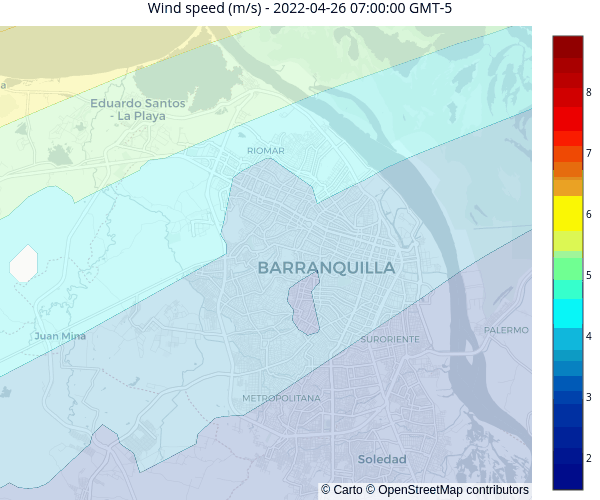 Wind speed (m/s) - 2022-04-26 07:00:00 GMT-5
a
Eduardo Santos
- La Playa
RIOMAR
BARRANQUILLA
Juan Mina
SURORIENTE
PALERMO
METROPOLITANA
Soledad
© Carto © OpenStreetMap contributors
8
7
6
5
4
3
2